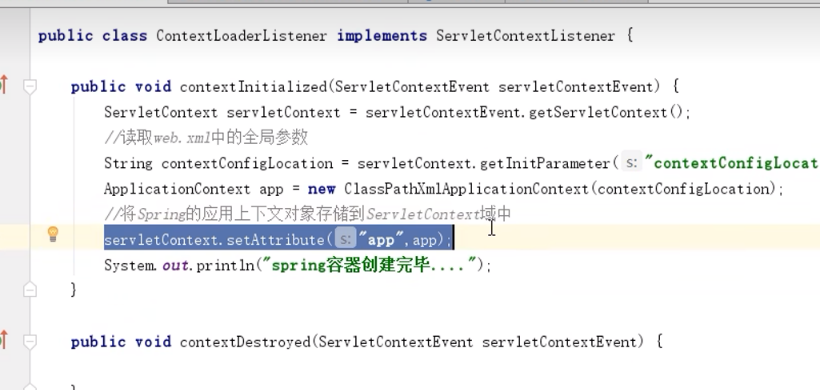 public class ContextLoaderListener implements ServletContextListener {
public void contextInitialized(ServletContextEvent servletContextEvent) {
ServletContext servletContext = servletContextEvent.getServletContext();
//读取web.xml中的全局参数
String contextConfigLocation = servletContext.getInitParameter( s: "contextConfigLocat
ApplicationContext app = new ClassPathXmlApplicationContext(contextConfigLocation);
//将Spring的应用上下文对象存储到ServletContext域中
servletContext.setAttribute( s: "app",app);
System.out.println("spring容器创建完毕....");
}
public void contextDestroyed(ServletContextEvent servletContextEvent) {